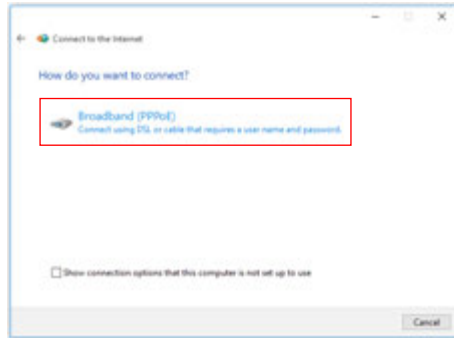 Connect to the Internet
How do you want to connect?
Broadband (PPPoE)
Connect using DSL or cable that requires a user name and password.
Show connection options that this computer is not set up to use
Cancel